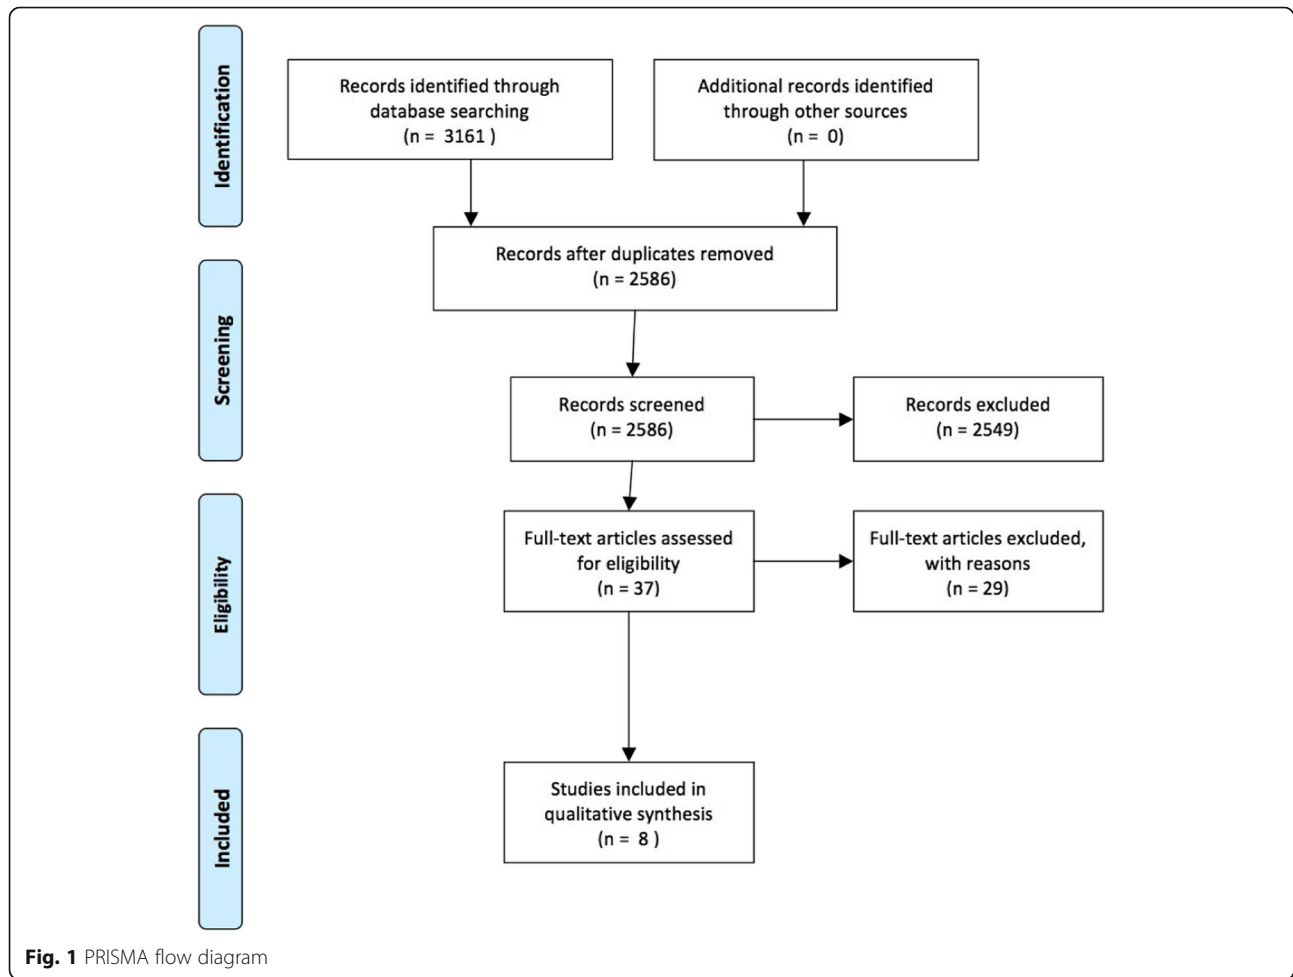 Identification
Records identified through
database searching
(n = 3161 )
Additional records identified
through other sources
(n = 0)
Records after duplicates removed
(n = 2586)
Screening
Records screened
(n = 2586)
Records excluded
(n = 2549)
Eligibility
Full-text articles assessed
for eligibility
(n = 37)
Full-text articles excluded,
with reasons
(n = 29)
Included
Studies included in
qualitative synthesis
(n = 8 )
Fig. 1 PRISMA flow diagram